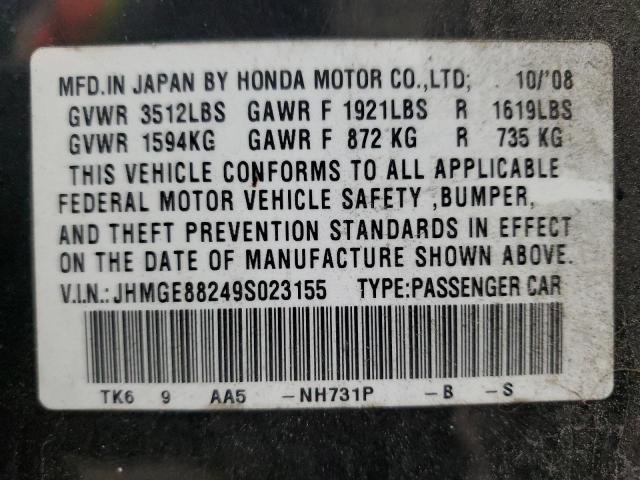 MFD.IN JAPAN BY HONDA MOTOR CO.,LTD; 10/'08
GVWR 3512LBS GAWR F 1921LBS R 1619LBS
GVWR 1594KG GAWR F 872 KG R 735 KG
THIS VEHICLE CONFORMS TO ALL APPLICABLE
FEDERAL MOTOR VEHICLE SAFETY ,BUMPER,
AND THEFT PREVENTION STANDARDS IN EFFECT
ON THE DATE OF MANUFACTURE SHOWN ABOVE.
V.I.N.: JHMGE88249S023155 TYPE:PASSENGER CAR
TK6 9 AA5 -NH731P -B -S